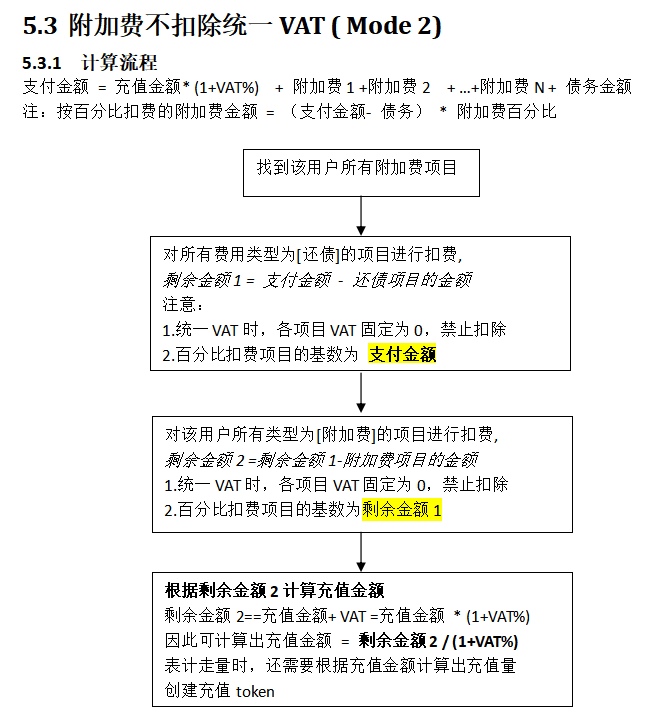 5.3 附加费不扣除统一 VAT ( Mode 2)
5.3.1 计算流程
支付金额 = 充值金额* (1+VAT%) + 附加费 1 +附加费 2 + ...+附加费 N + 债务金额
注：按百分比扣费的附加费金额 = （支付金额- 债务） * 附加费百分比
找到该用户所有附加费项目
对所有费用类型为[还债]的项目进行扣费,
剩余金额 1 = 支付金额 - 还债项目的金额
注意：
1.统一 VAT 时，各项目 VAT 固定为 0，禁止扣除
2.百分比扣费项目的基数为 支付金额
对该用户所有类型为[附加费]的项目进行扣费,
剩余金额 2 =剩余金额 1-附加费项目的金额
1.统一 VAT 时，各项目 VAT 固定为 0，禁止扣除
2.百分比扣费项目的基数为剩余金额 1
根据剩余金额 2 计算充值金额
剩余金额 2==充值金额+ VAT =充值金额 * (1+VAT%)
因此可计算出充值金额 = 剩余金额 2 / (1+VAT%)
表计走量时，还需要根据充值金额计算出充值量
创建充值 token